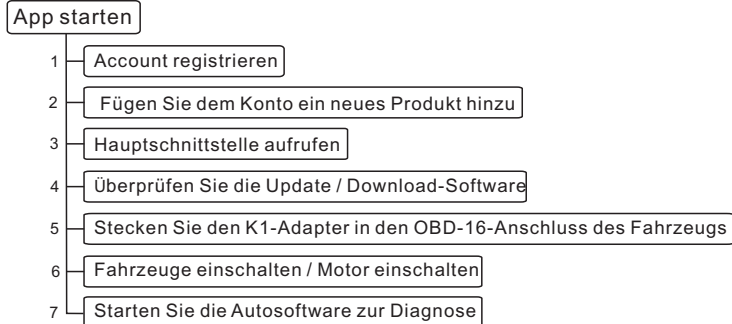 App starten
1 Account registrieren
2 Fügen Sie dem Konto ein neues Produkt hinzu
3 Hauptschnittstelle aufrufen
4 Überprüfen Sie die Update / Download-Software
5 Stecken Sie den K1-Adapter in den OBD-16-Anschluss des Fahrzeugs
6 Fahrzeuge einschalten / Motor einschalten
7 Starten Sie die Autosoftware zur Diagnose